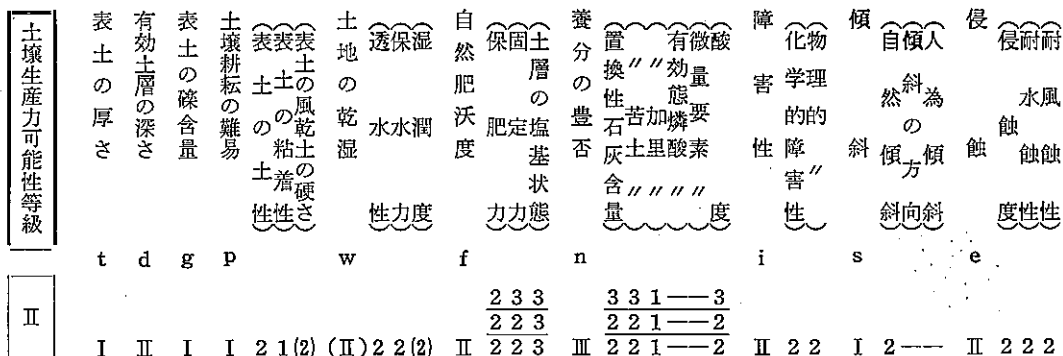 土壌生産力可能性等級
表土の厚さ
有効土層の深さ
表土の礫含量
土壌耕耘の難易
(表土の土性)
(表土の粘着性)
(表土の風乾土の硬さ)
土地の乾湿
(透水性)
(保水力)
(湿潤度)
自然肥沃度
(保肥力)
(固定力)
(土層の塩基状態)
養分の豊否
(置換性石灰含量)
(〃苦土〃)
(〃加里〃)
(有効態燐酸〃)
(微量要素〃)
(酸度)
障害性
(化学的障害性)
(物理的〃)
傾斜
(自然傾斜)
(傾斜の方向)
(人為傾斜)
侵蝕
(侵蝕度)
(耐水蝕性)
(耐風蝕性)
t d g p w f n i s e
2 3 3 3 3 1 — — 3
2 2 3 2 2 1 — — 2
Ⅱ Ⅰ Ⅱ Ⅰ Ⅰ 2 1 (2) (Ⅱ) 2 2 (2) Ⅱ 2 2 3 Ⅲ 2 2 1 — — 2 Ⅱ 2 2 Ⅰ 2 — — Ⅱ 2 2 2